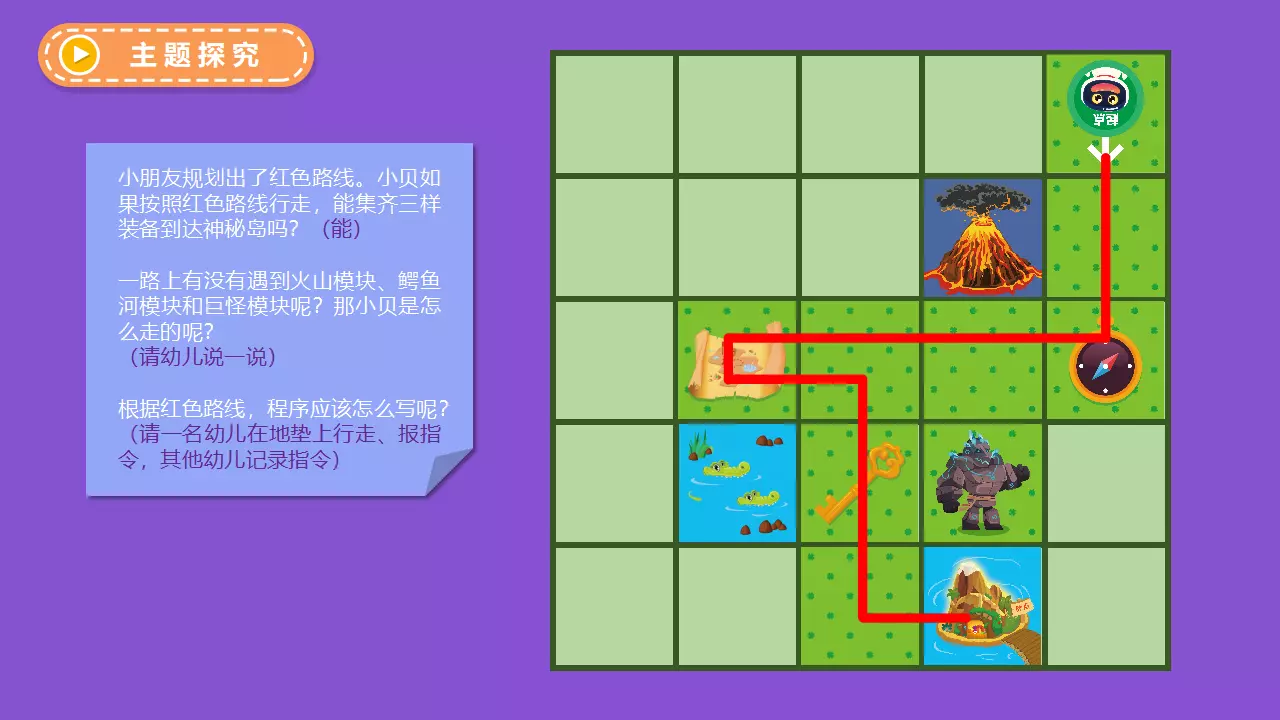 主题探究
起点
小朋友规划出了红色路线。小贝如
果按照红色路线行走，能集齐三样
装备到达神秘岛吗？（能）
一路上有没有遇到火山模块、鳄鱼
河模块和巨怪模块呢？那小贝是怎
么走的呢？
（请幼儿说一说）
根据红色路线，程序应该怎么写呢？
（请一名幼儿在地垫上行走、报指
令，其他幼儿记录指令）